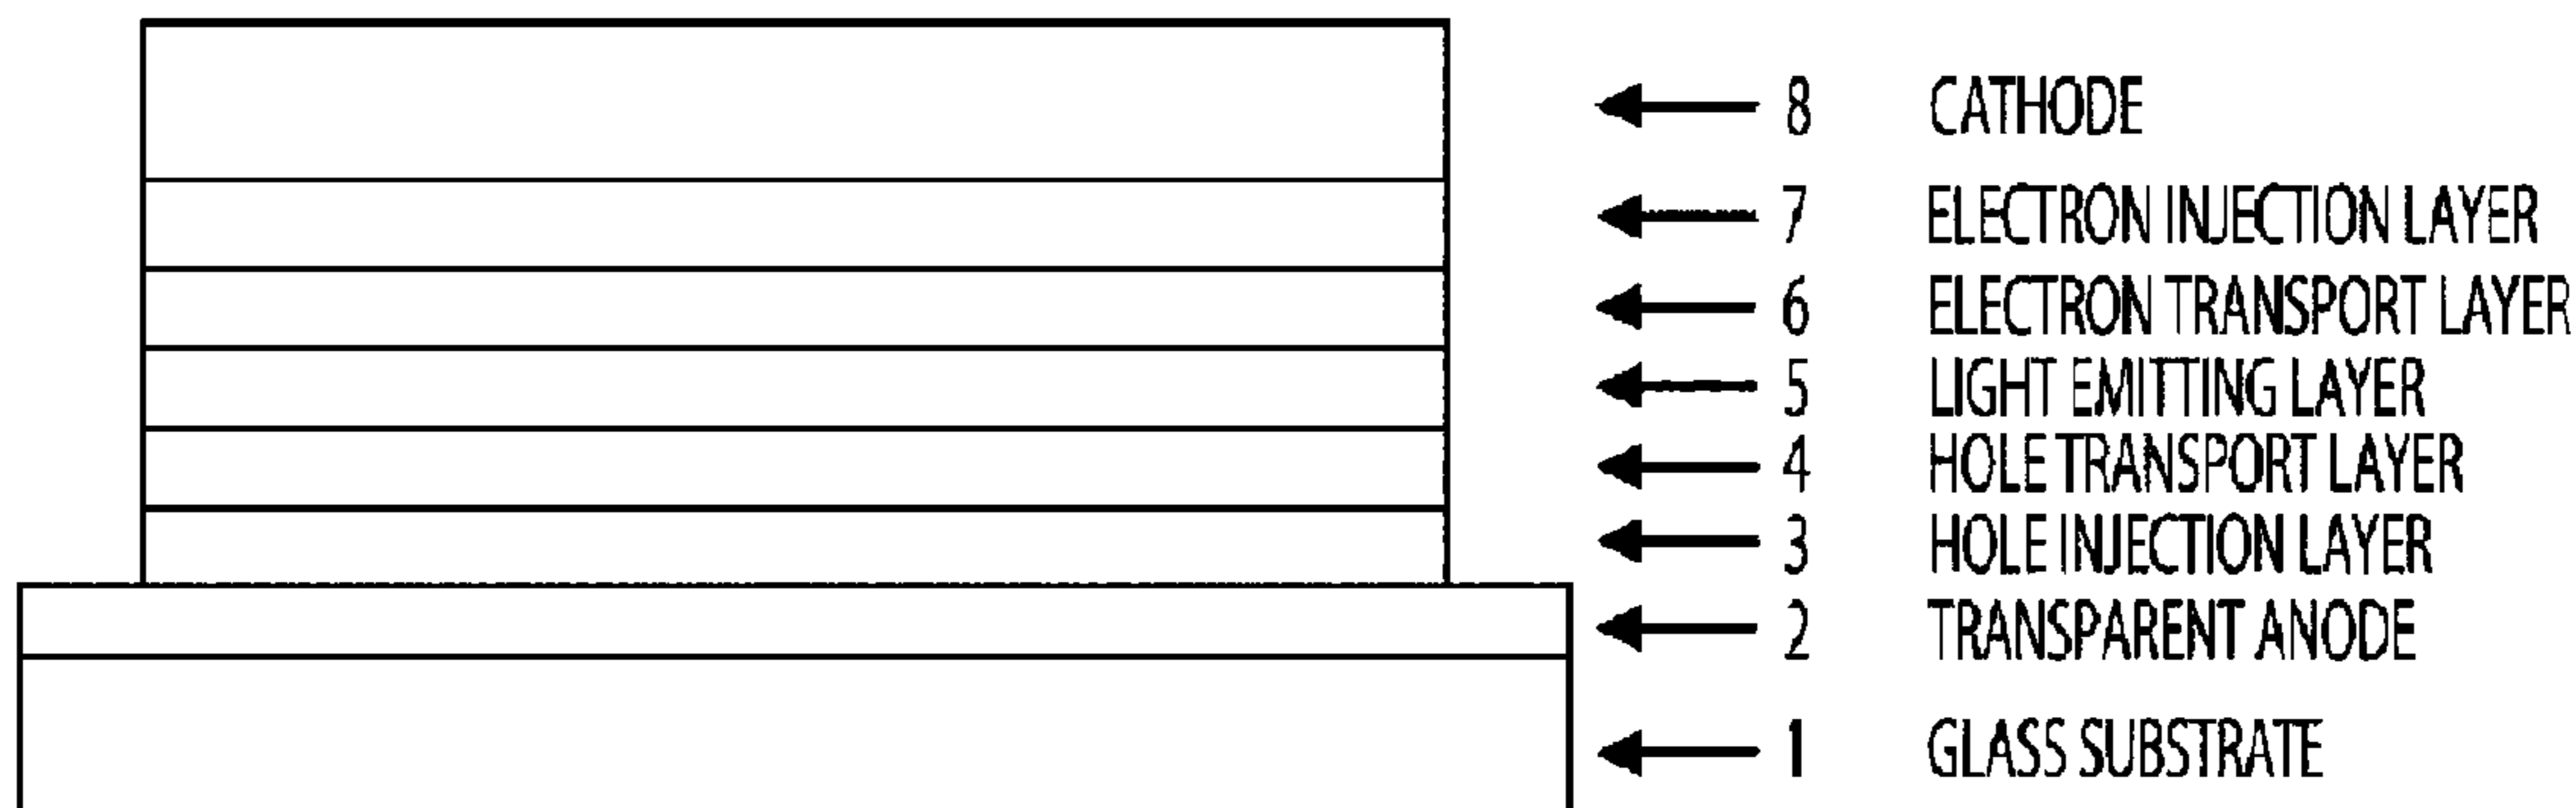 8 CATHODE
7 ELECTRON INJECTION LAYER
6 ELECTRON TRANSPORT LAYER
5 LIGHT EMITTING LAYER
4 HOLE TRANSPORT LAYER
3 HOLE INJECTION LAYER
2 TRANSPARENT ANODE
1 GLASS SUBSTRATE